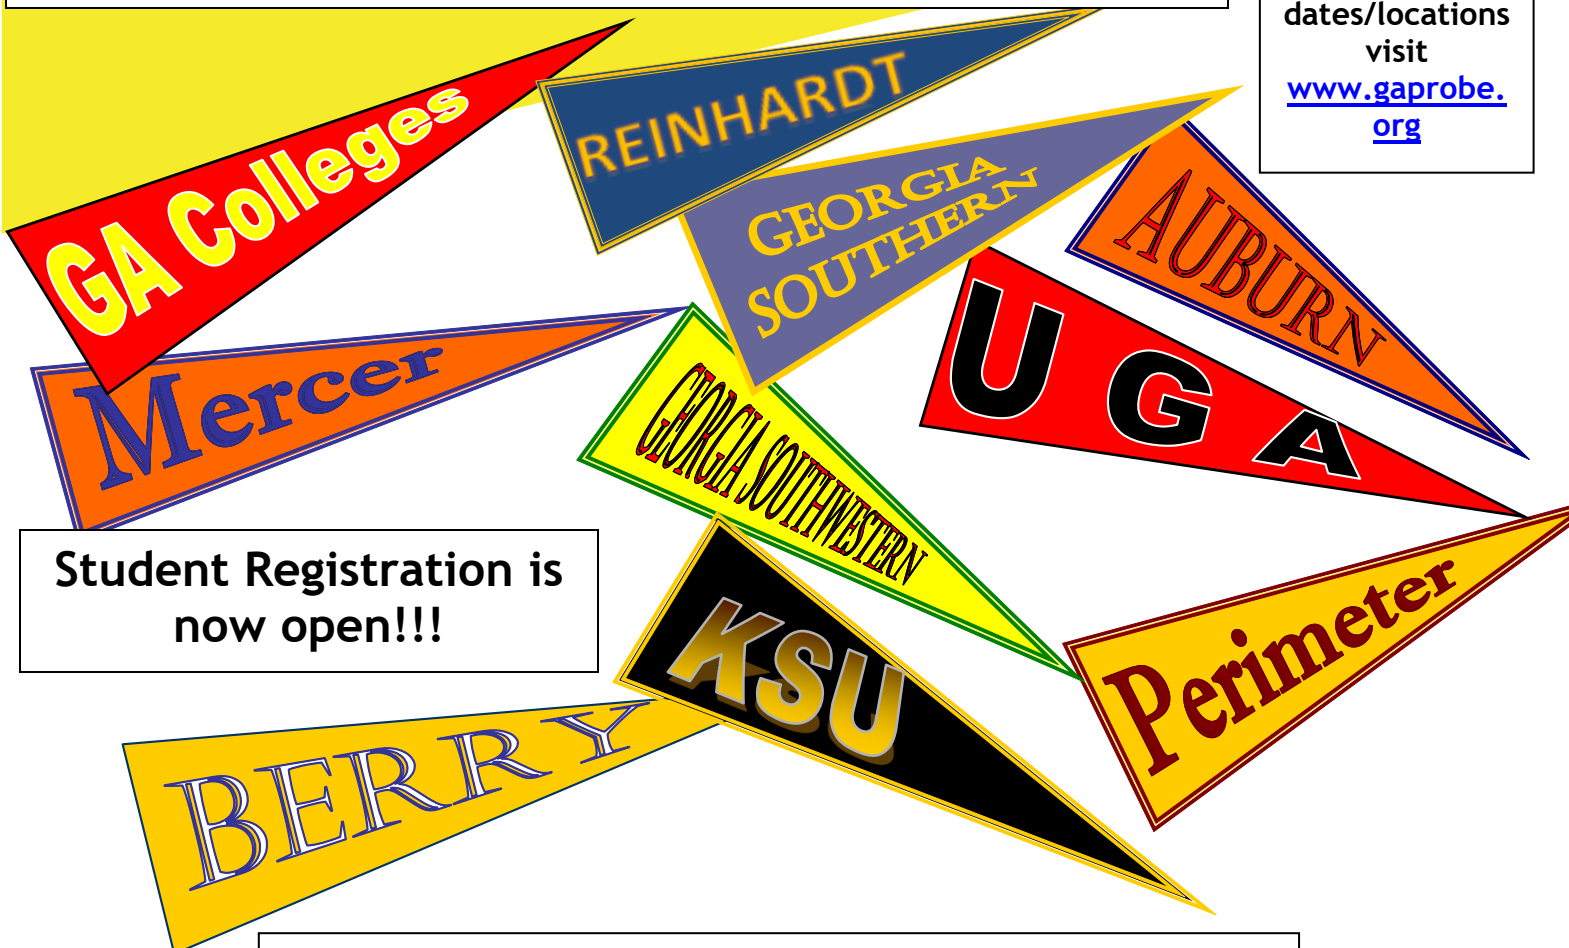 dates/locations
visit
www.gaprobe.
org
GA Colleges
REINHARDT
GEORGIA
SOUTHERN
AUBURN
UGA
Mercer
GEORGIA SOUTHWESTERN
Student Registration is
now open!!!
KSU
Perimeter
BERRY